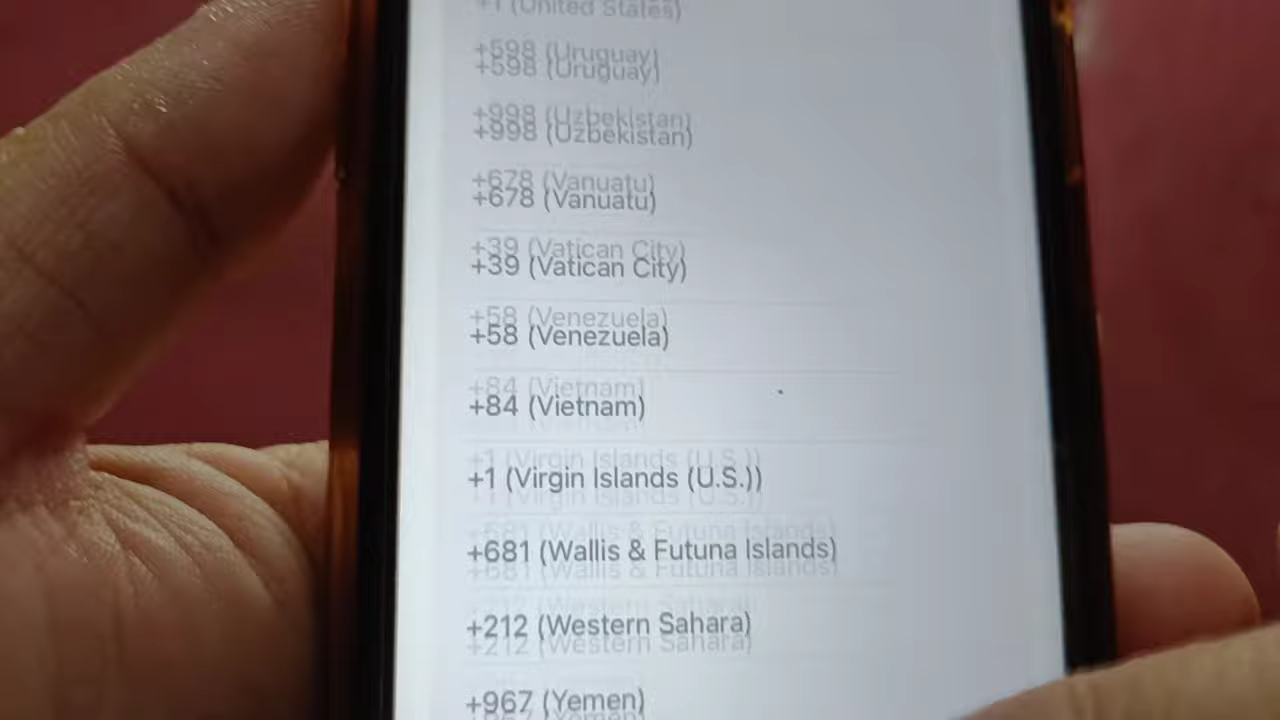 +1 (United States)
+598 (Uruguay)
+998 (Uzbekistan)
+678 (Vanuatu)
+39 (Vatican City)
+58 (Venezuela)
+84 (Vietnam)
+1 (Virgin Islands (U.S.))
+681 (Wallis & Futuna Islands)
+212 (Western Sahara)
+967 (Yemen)